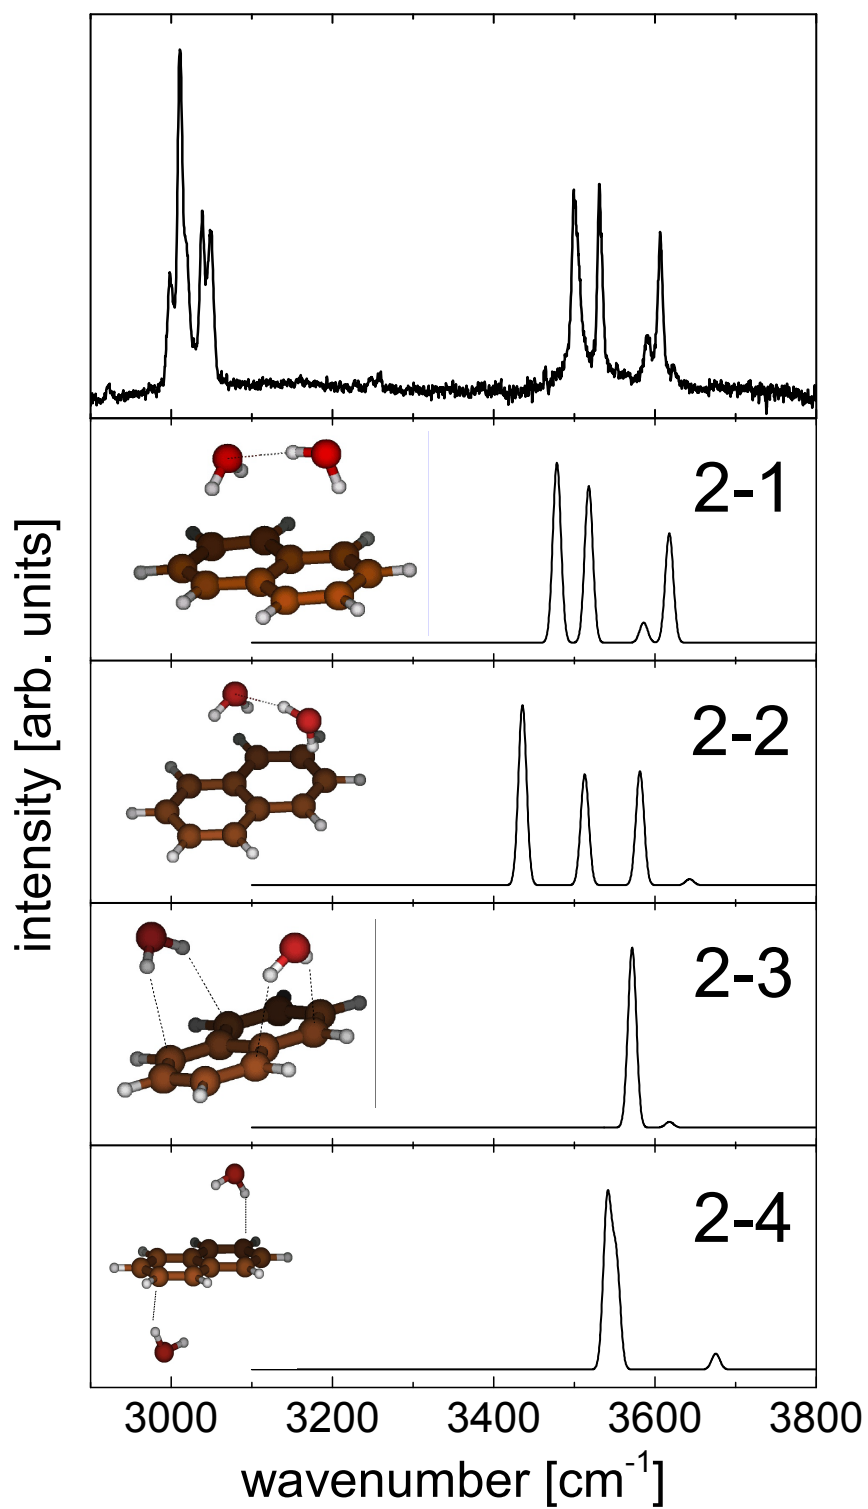 intensity [arb. units]
2-1
2-2
2-3
2-4
3000 3200 3400 3600 3800
wavenumber [cm⁻¹]